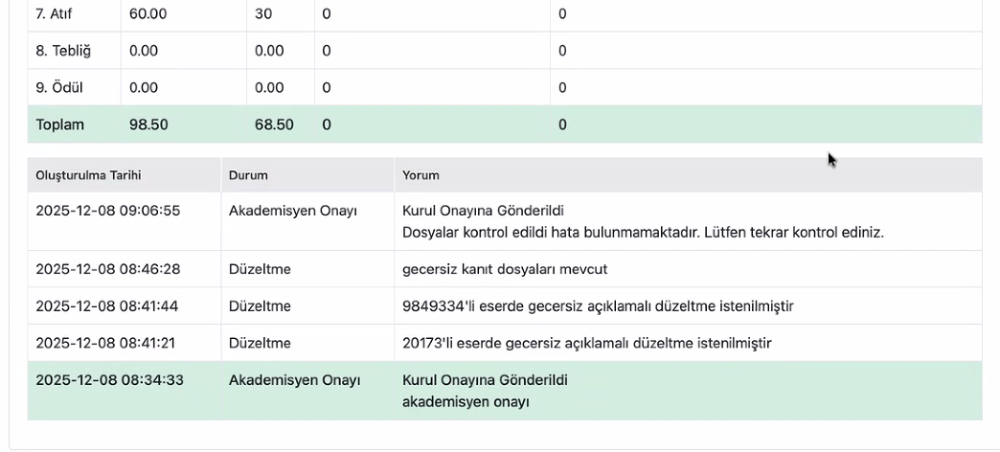 7. Atıf 60.00 30 0 0
8. Tebliğ 0.00 0.00 0 0
9. Ödül 0.00 0.00 0 0
Toplam 98.50 68.50 0 0
Oluşturulma Tarihi Durum Yorum
2025-12-08 09:06:55 Akademisyen Onayı Kurul Onayına Gönderildi
Dosyalar kontrol edildi hata bulunmamaktadır. Lütfen tekrar kontrol ediniz.
2025-12-08 08:46:28 Düzeltme gecersiz kanıt dosyaları mevcut
2025-12-08 08:41:44 Düzeltme 9849334'li eserde gecersiz açıklamalı düzeltme istenilmiştir
2025-12-08 08:41:21 Düzeltme 20173'li eserde gecersiz açıklamalı düzeltme istenilmiştir
2025-12-08 08:34:33 Akademisyen Onayı Kurul Onayına Gönderildi
akademisyen onayı